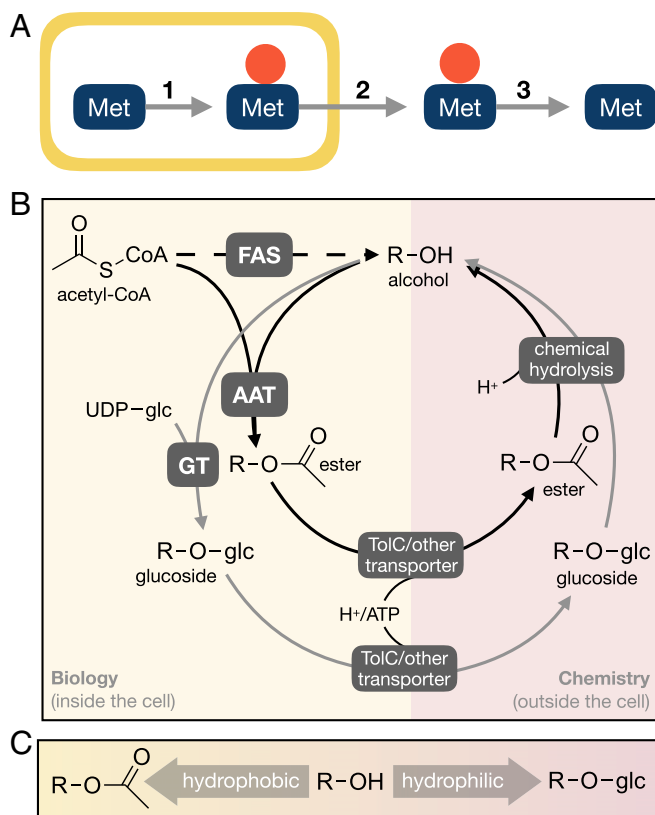 A
Met
1
Met
2
Met
3
Met
B
O
S
CoA
acetyl-CoA
FAS
R–OH
alcohol
AAT
UDP–glc
GT
R–O
O
ester
chemical
hydrolysis
H+
R–O
O
ester
R–O–glc
glucoside
TolC/other
transporter
H+/ATP
TolC/other
transporter
R–O–glc
glucoside
Biology
(inside the cell)
Chemistry
(outside the cell)
C
R–O
O
hydrophobic
R–OH
hydrophilic
R–O–glc